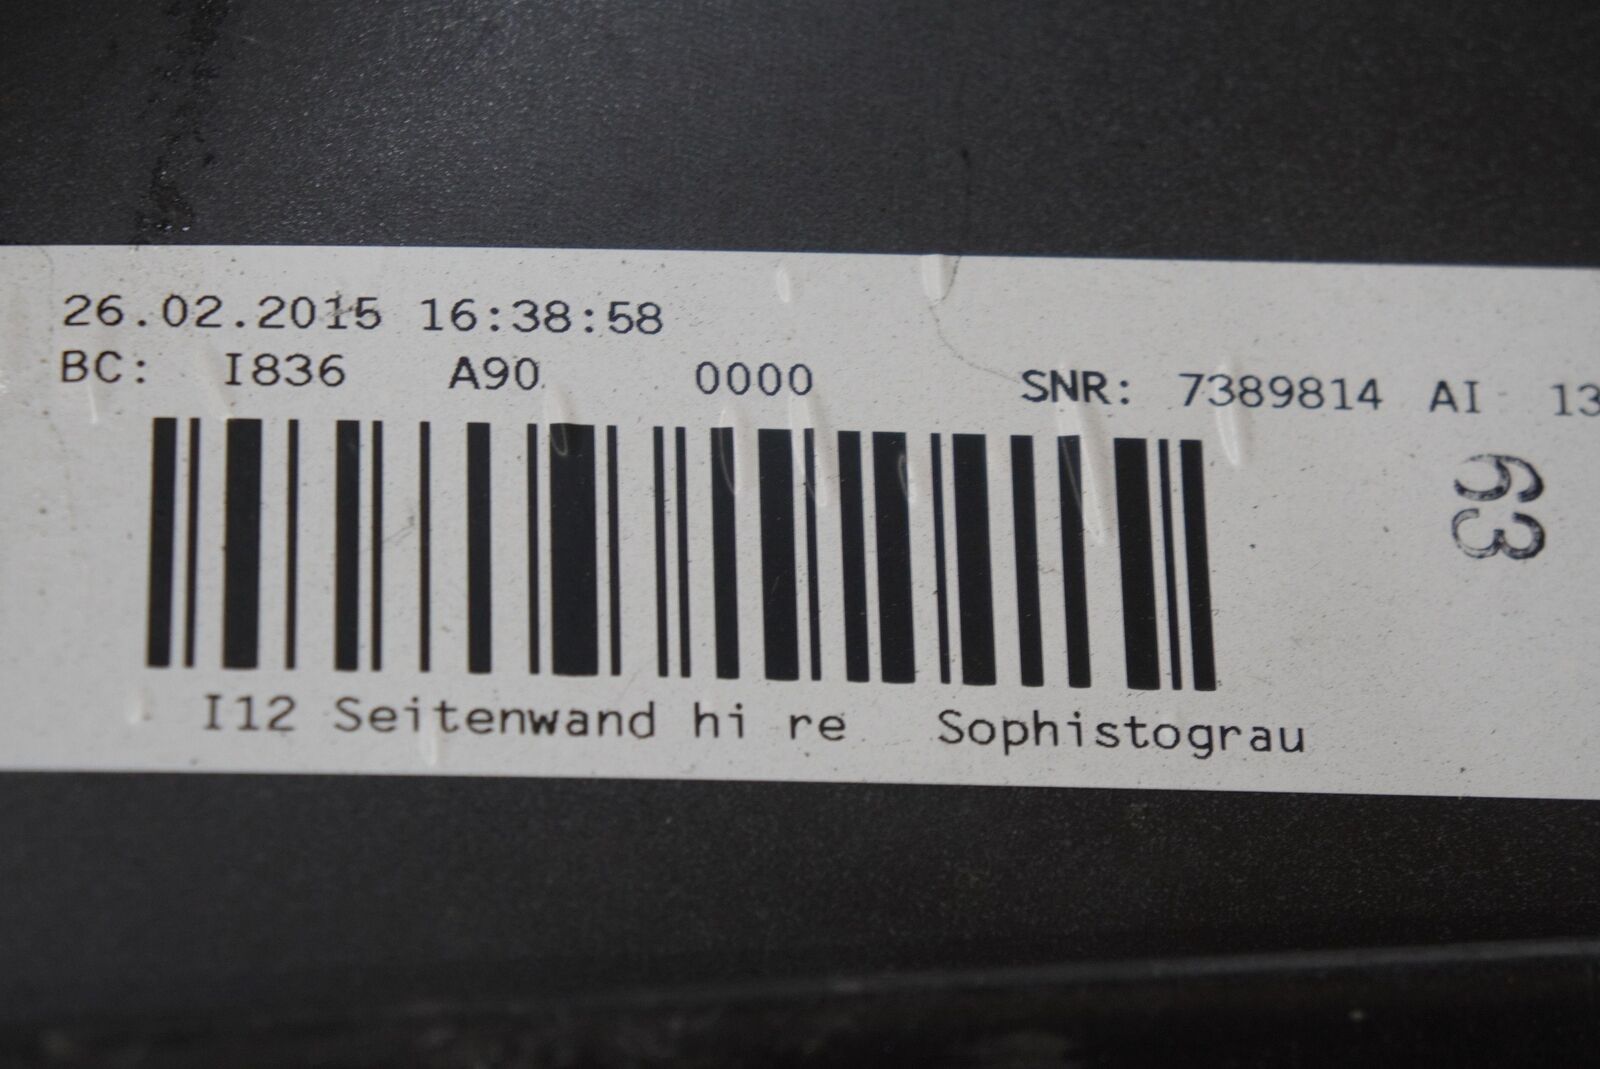 26.02.2015 16:38:58
BC: I836 A90 0000 SNR: 7389814 AI 13
63
I12 Seitenwand hi re Sophistograu